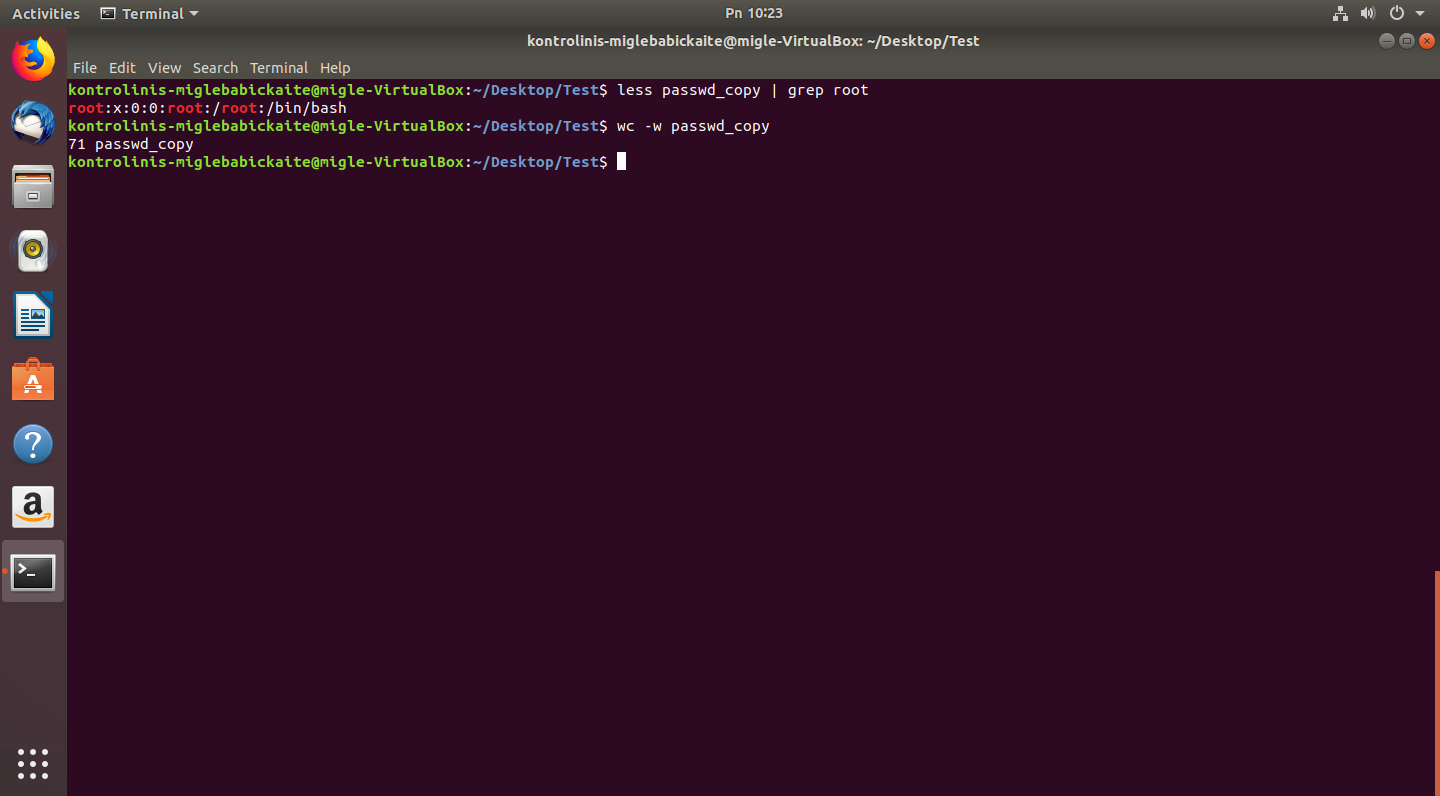 Activities Terminal Pn 10:23
kontrolinis-miglebabickaite@migle-VirtualBox: ~/Desktop/Test
File Edit View Search Terminal Help
kontrolinis-miglebabickaite@migle-VirtualBox:~/Desktop/Test$ less passwd_copy | grep root
root:x:0:0:root:/root:/bin/bash
kontrolinis-miglebabickaite@migle-VirtualBox:~/Desktop/Test$ wc -w passwd_copy
71 passwd_copy
kontrolinis-miglebabickaite@migle-VirtualBox:~/Desktop/Test$